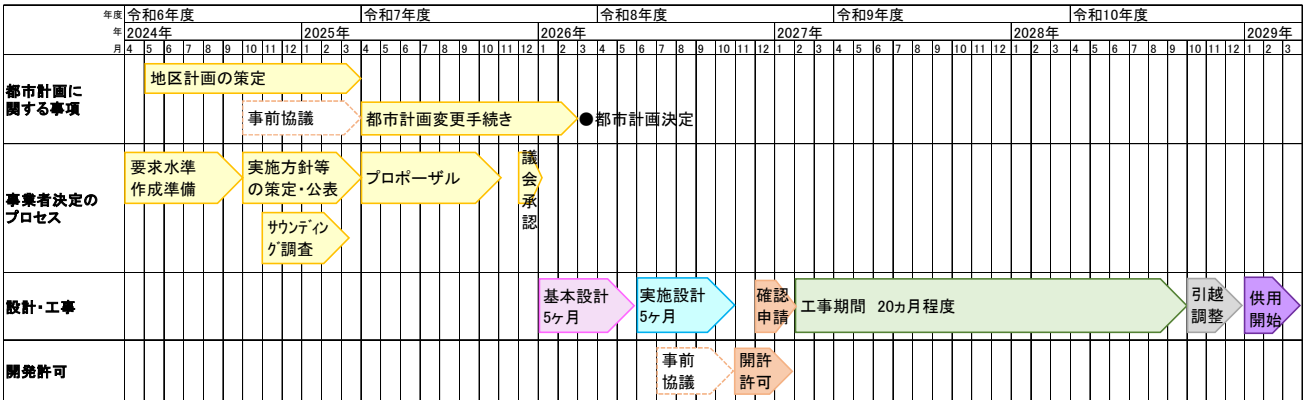 年度 令和6年度 令和7年度 令和8年度 令和9年度 令和10年度
年 2024年 2025年 2026年 2027年 2028年 2029年
月 4 5 6 7 8 9 10 11 12 1 2 3 4 5 6 7 8 9 10 11 12 1 2 3 4 5 6 7 8 9 10 11 12 1 2 3 4 5 6 7 8 9 10 11 12 1 2 3 4 5 6 7 8 9 10 11 12 1 2 3
都市計画に
関する事項
地区計画の策定
事前協議
都市計画変更手続き
●都市計画決定
事業者決定の
プロセス
要求水準
作成準備
実施方針等
の策定・公表
プロポーザル
議
会
承
認
サウンディン
グ調査
設計・工事
基本設計
5ヶ月
実施設計
5ヶ月
確認
申請
工事期間 20ヵ月程度
引越
調整
供用
開始
開発許可
事前
協議
開許
許可